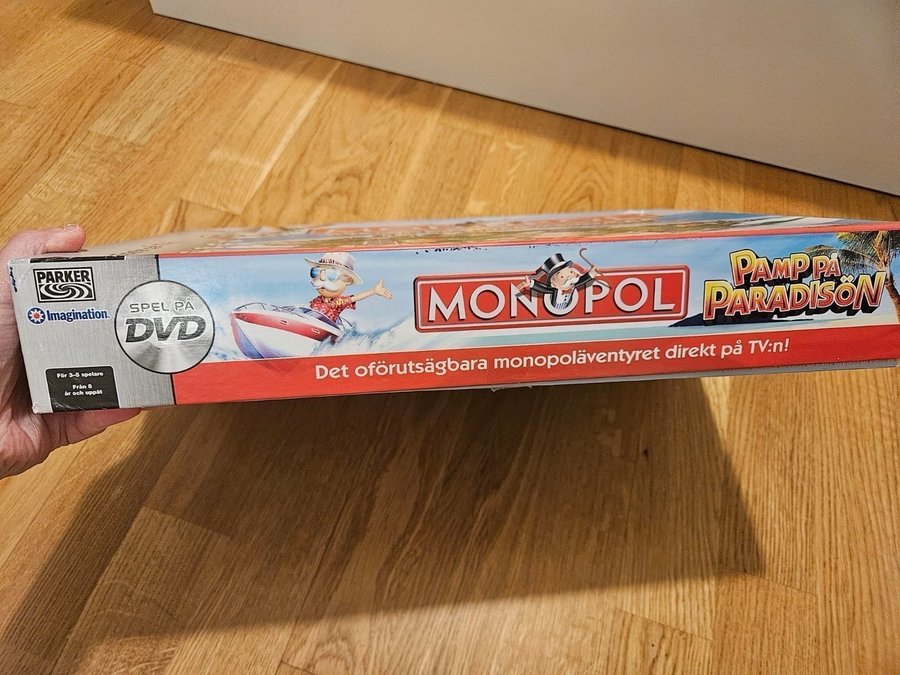 PARKER
Imagination
SPEL PÅ
DVD
För 3-6 spelare
Från 8
år och uppåt
MONOPOL
PAMP PÅ
PARADISÖN
Det oförutsägbara monopoläventyret direkt på TV:n!